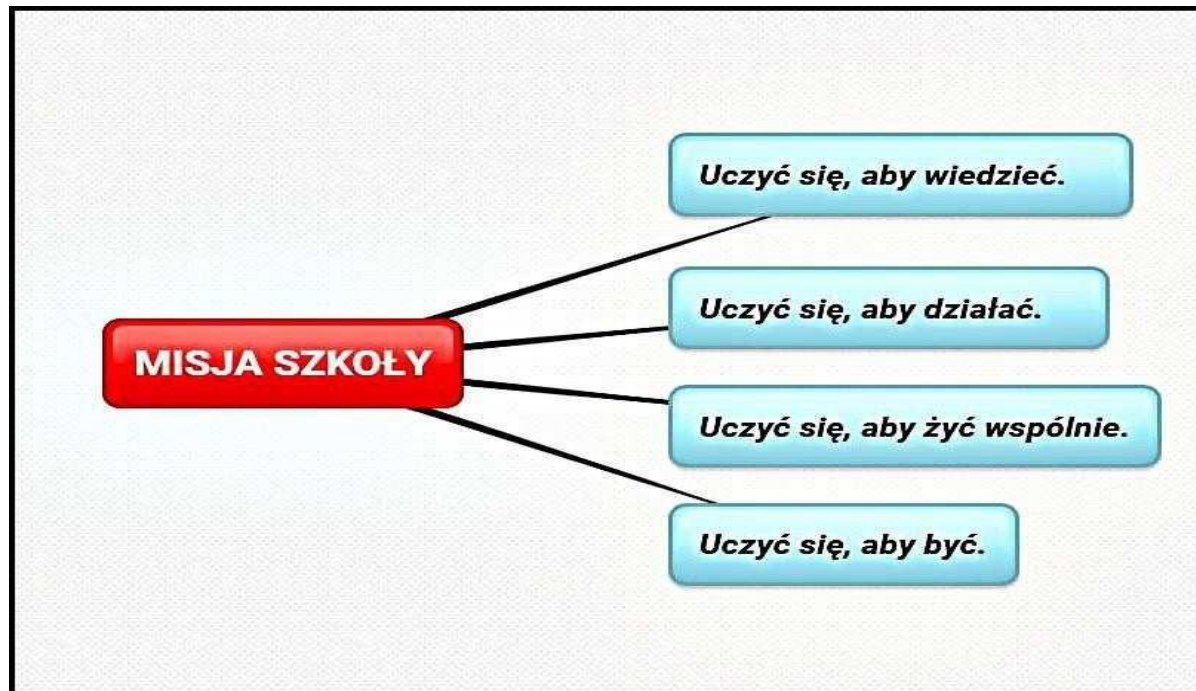 MISJA SZKOŁY
Uczyć się, aby wiedzieć.
Uczyć się, aby działać.
Uczyć się, aby żyć wspólnie.
Uczyć się, aby być.